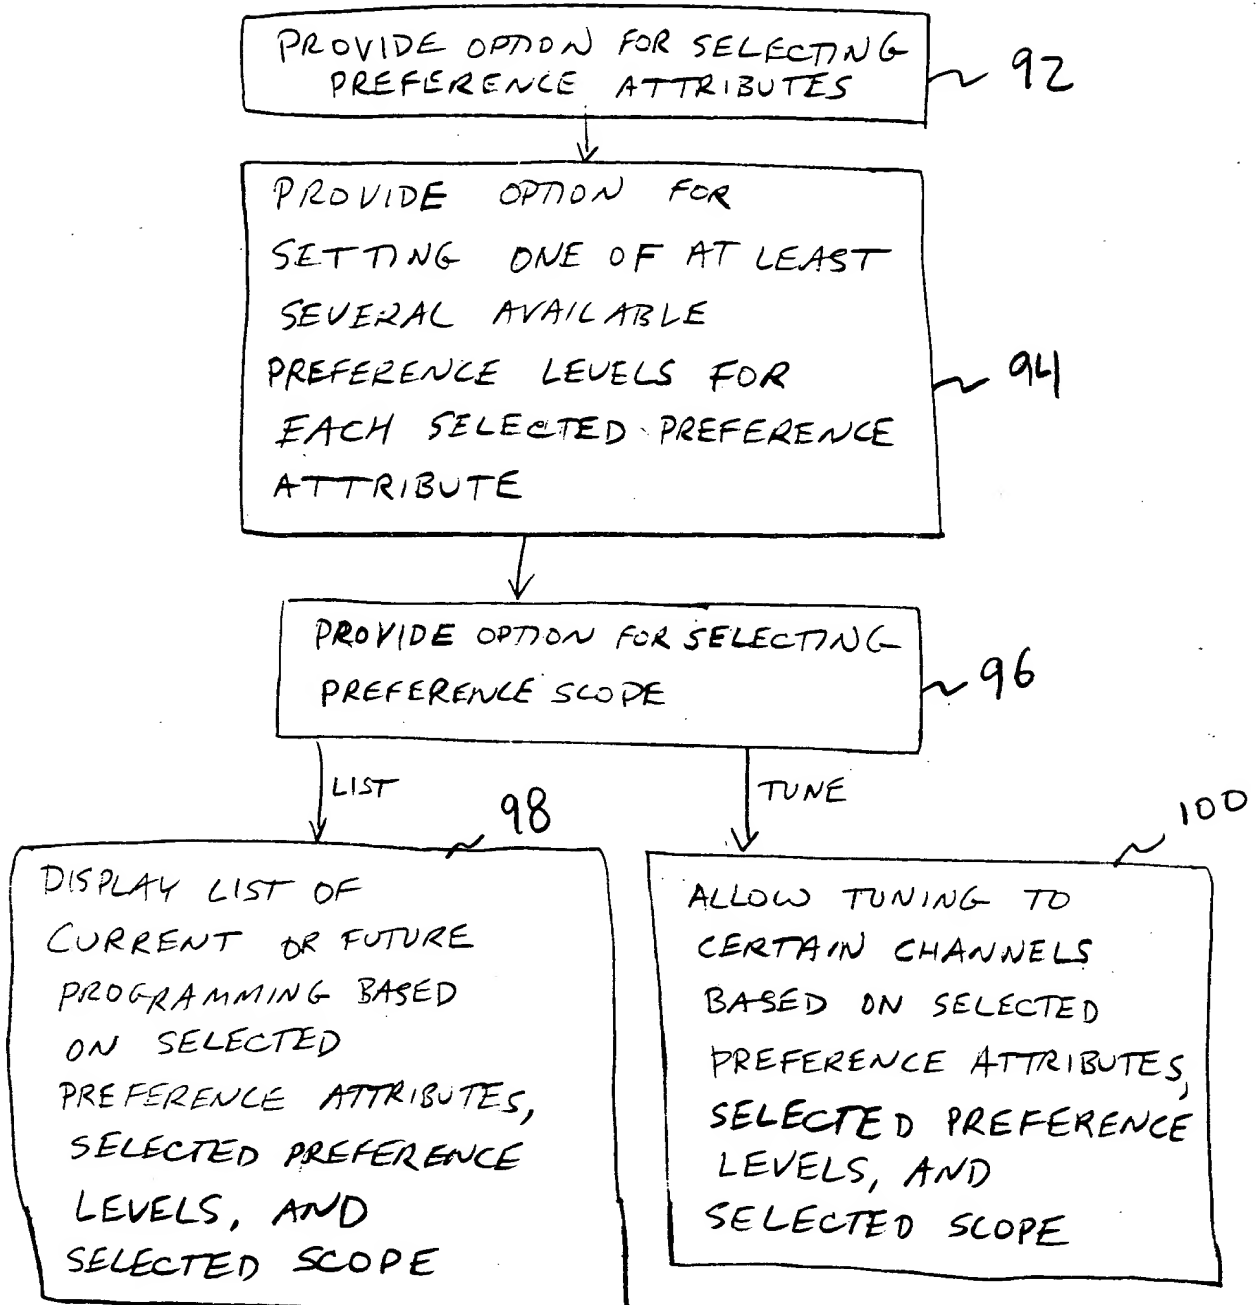 PROVIDE OPTION FOR SELECTING
PREFERENCE ATTRIBUTES
92
PROVIDE OPTION FOR
SETTING ONE OF AT LEAST
SEVERAL AVAILABLE
PREFERENCE LEVELS FOR
EACH SELECTED PREFERENCE
ATTRIBUTE
94
PROVIDE OPTION FOR SELECTING
PREFERENCE SCOPE
96
LIST
TUNE
98
DISPLAY LIST OF
CURRENT OR FUTURE
PROGRAMMING BASED
ON SELECTED
PREFERENCE ATTRIBUTES,
SELECTED PREFERENCE
LEVELS, AND
SELECTED SCOPE
100
ALLOW TUNING TO
CERTAIN CHANNELS
BASED ON SELECTED
PREFERENCE ATTRIBUTES,
SELECTED PREFERENCE
LEVELS, AND
SELECTED SCOPE